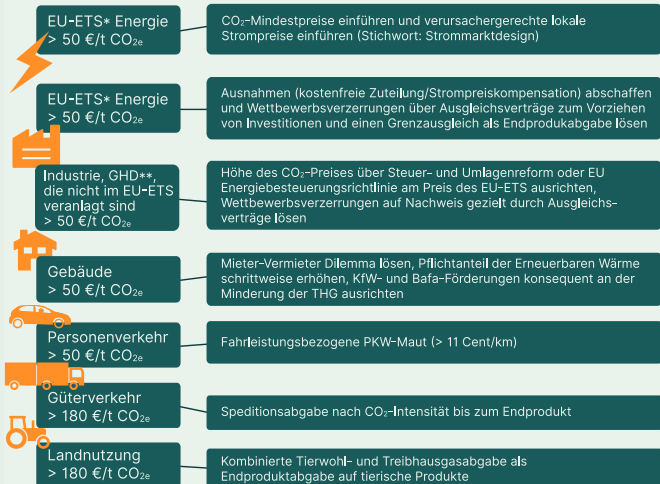 EU-ETS* Energie
> 50 €/t CO₂e
CO₂-Mindestpreise einführen und verursachergerechte lokale
Strompreise einführen (Stichwort: Strommarktdesign)
EU-ETS* Energie
> 50 €/t CO₂e
Ausnahmen (kostenfreie Zuteilung/Strompreiskompensation) abschaffen
und Wettbewerbsverzerrungen über Ausgleichsverträge zum Vorziehen
von Investitionen und einen Grenzausgleich als Endprodukabgabe lösen
Industrie, GHD**,
die nicht im EU-ETS
veranlagt sind
> 50 €/t CO₂e
Höhe des CO₂-Preises über Steuer- und Umlagenreform oder EU
Energiebesteuerungsrichtlinie am Preis des EU-ETS ausrichten,
Wettbewerbsverzerrungen auf Nachweis gezielt durch Ausgleichs-
verträge lösen
Gebäude
> 50 €/t CO₂e
Mieter-Vermieter Dilemma lösen, Pflichtanteil der Erneuerbaren Wärme
schrittweise erhöhen, KfW- und Bafa-Förderungen konsequent an der
Minderung der THG ausrichten
Personenverkehr
> 50 €/t CO₂e
Fahrleistungsbezogene PKW-Maut (> 11 Cent/km)
Güterverkehr
> 180 €/t CO₂e
Speditionsabgabe nach CO₂-Intensität bis zum Endprodukt
Landnutzung
> 180 €/t CO₂e
Kombinierte Tierwohl- und Treibhausgasabgabe als
Endproduktabgabe auf tierische Produkte